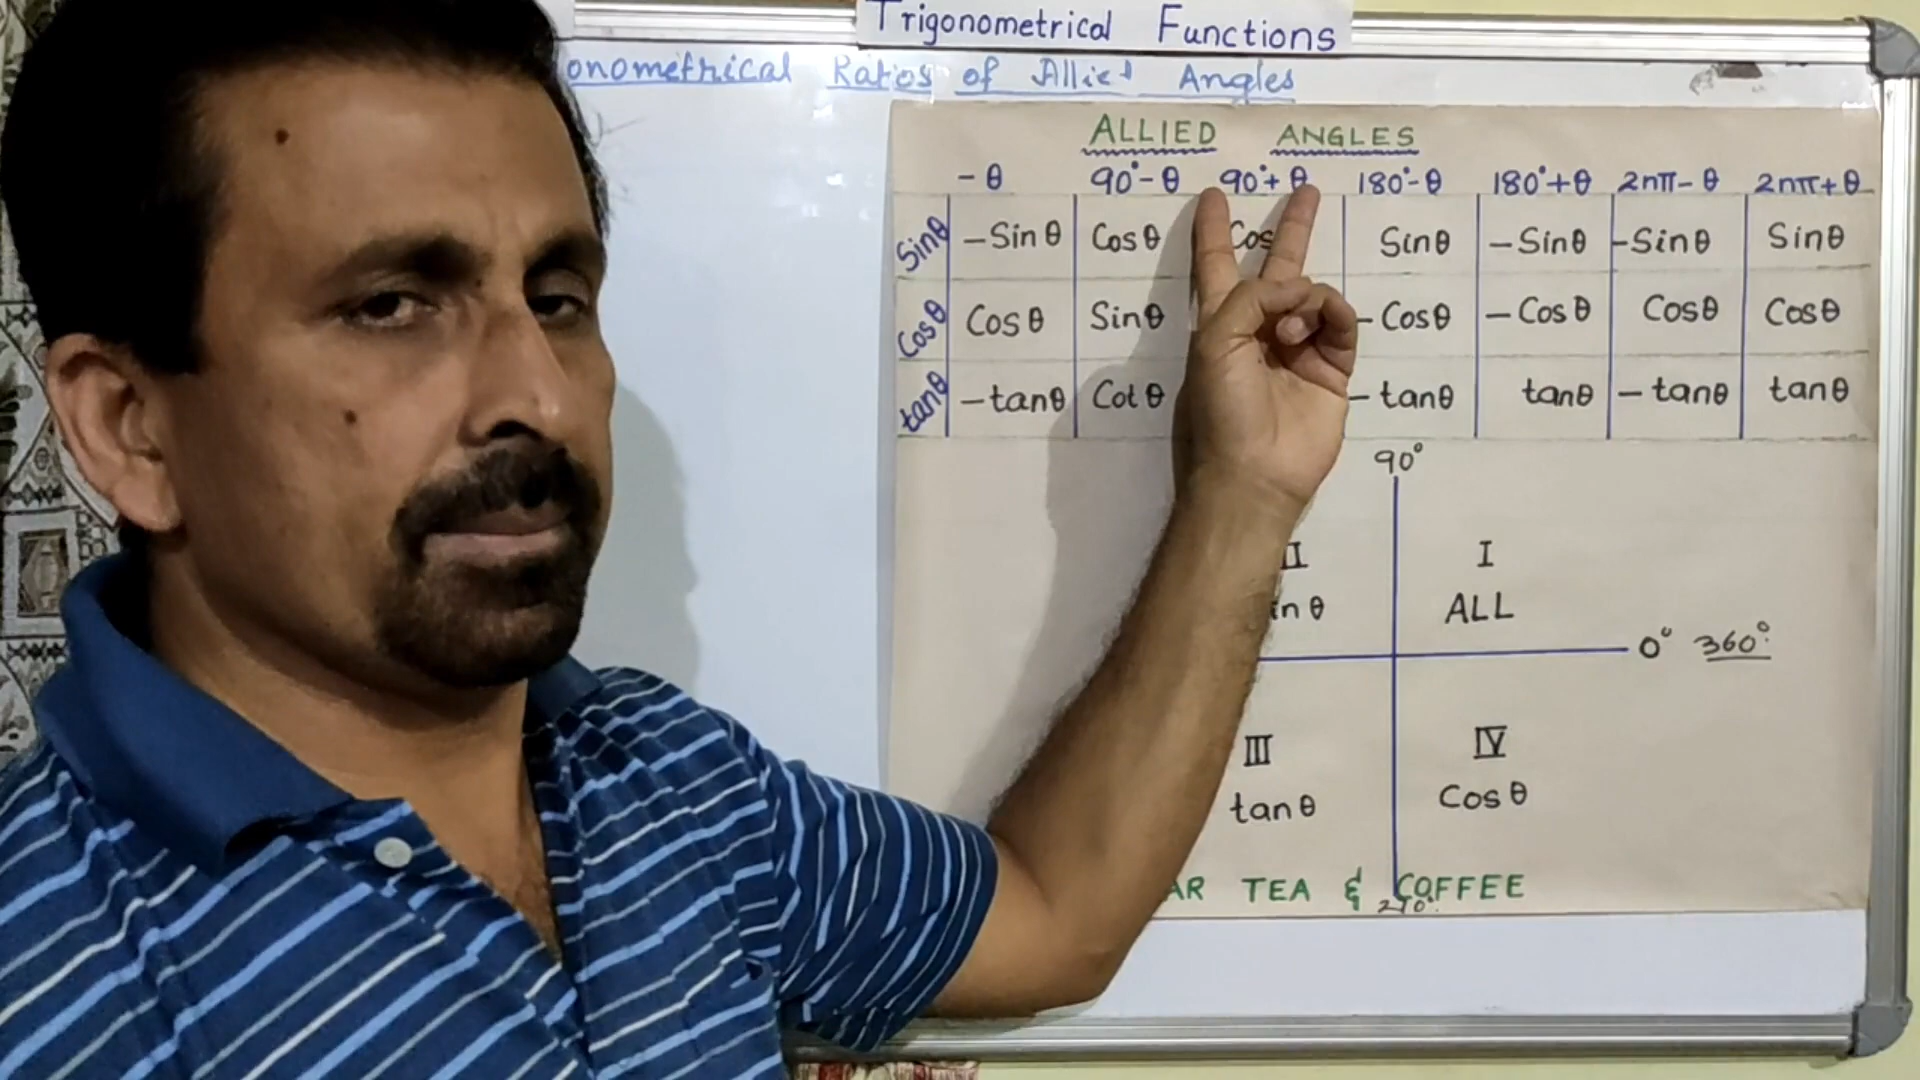 Trigonometrical Functions
onometrical Ratios of Allied Angles
ALLIED ANGLES
-θ 90°-θ 90°+θ 180°-θ 180°+θ 2nπ-θ 2nπ+θ
Sinθ -Sinθ Cosθ Cos Sinθ -Sinθ -Sinθ Sinθ
Cosθ Cosθ Sinθ -Cosθ -Cosθ Cosθ Cosθ
tanθ -tanθ Cotθ -tanθ tanθ -tanθ tanθ
90°
II I
in θ ALL
0° 360°
III IV
tanθ Cosθ
AR TEA & COFFEE
270°